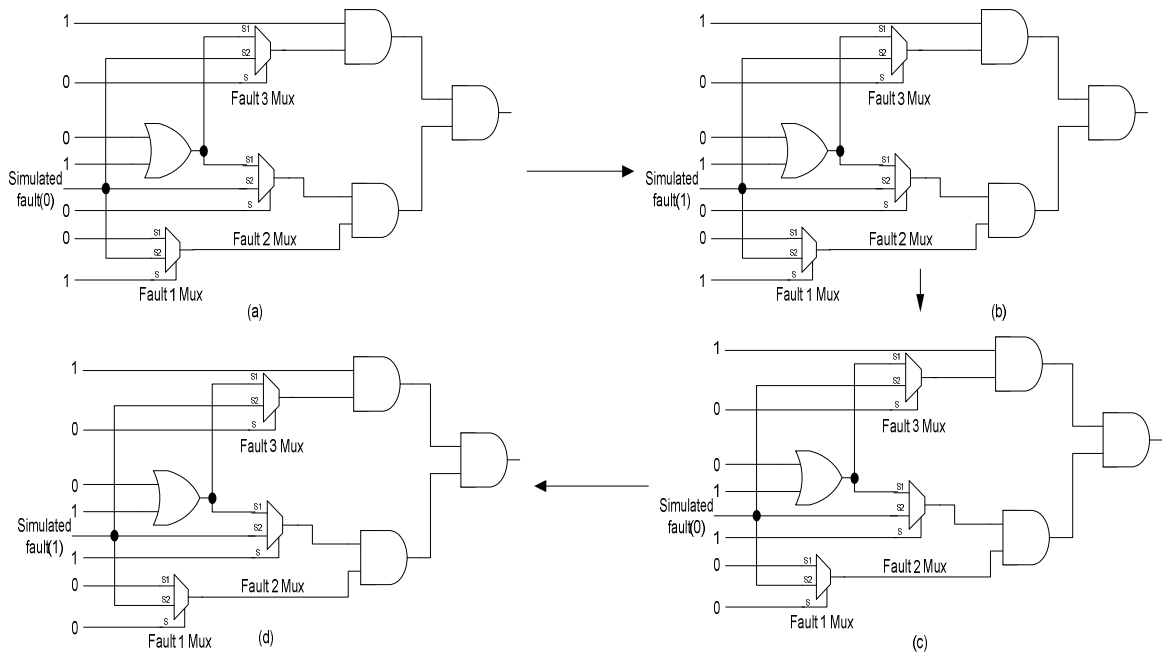 1
S1
S2
0
S
Fault 3 Mux
0
1
S1
Simulated
fault(0)
S2
0
S
0
S1
Fault 2 Mux
S2
1
S
Fault 1 Mux
(a)
1
S1
S2
0
S
Fault 3 Mux
0
1
S1
Simulated
fault(1)
S2
0
S
0
S1
Fault 2 Mux
S2
1
S
Fault 1 Mux
(b)
1
S1
S2
0
S
Fault 3 Mux
0
1
S1
Simulated
fault(1)
S2
1
S
0
S1
Fault 2 Mux
S2
0
S
Fault 1 Mux
(d)
1
S1
S2
0
S
Fault 3 Mux
0
1
S1
Simulated
fault(0)
S2
1
S
0
S1
Fault 2 Mux
S2
0
S
Fault 1 Mux
(c)